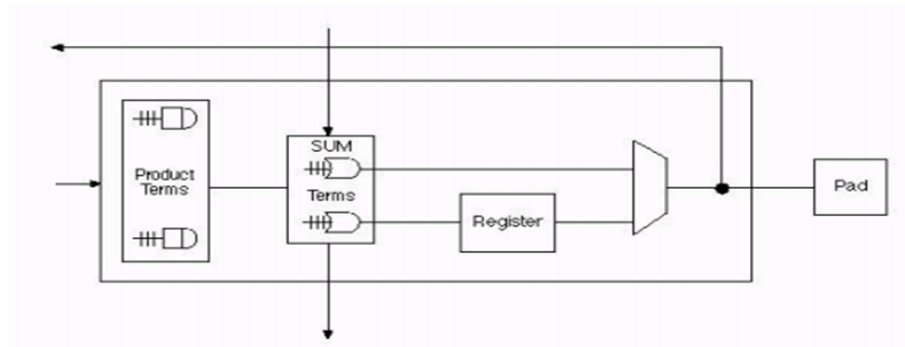 SUM
Product
Terms
Terms
Register
Pad